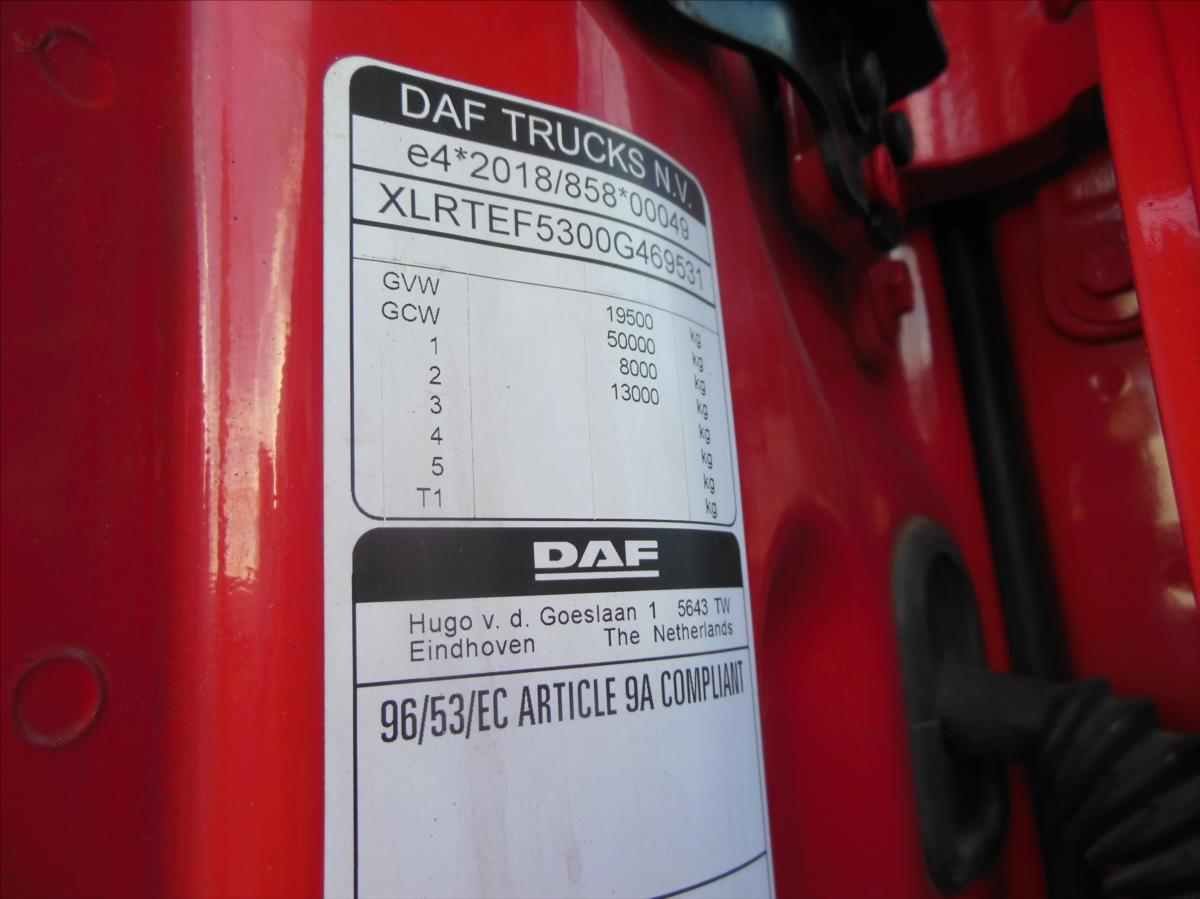 DAF TRUCKS N.V.
e4*2018/858*00049
XLRTEF5300G469531
GVW 19500 kg
GCW 50000 kg
1 8000 kg
2 13000 kg
3 kg
4 kg
5 kg
T1 kg
DAF
Hugo v. d. Goeslaan 1 5643 TW
Eindhoven The Netherlands
96/53/EC ARTICLE 9A COMPLIANT